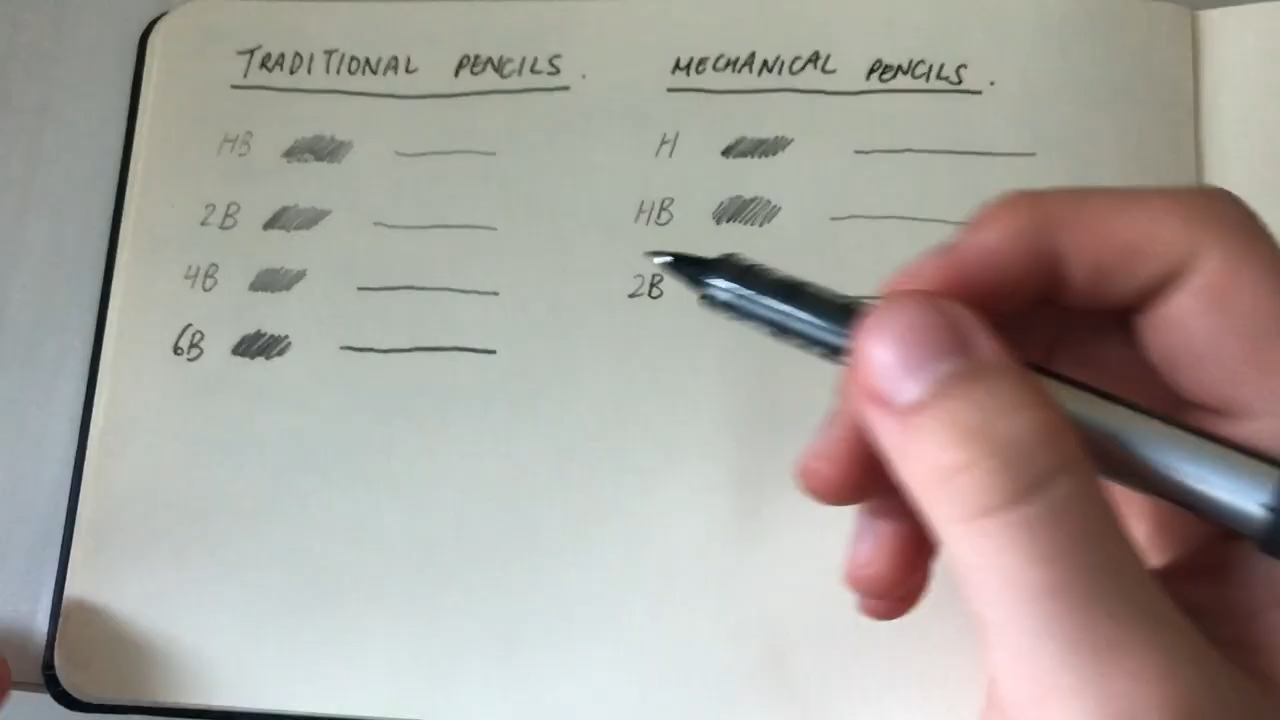 TRADITIONAL PENCILS.
HB
2B
4B
6B
MECHANICAL PENCILS.
H
HB
2B